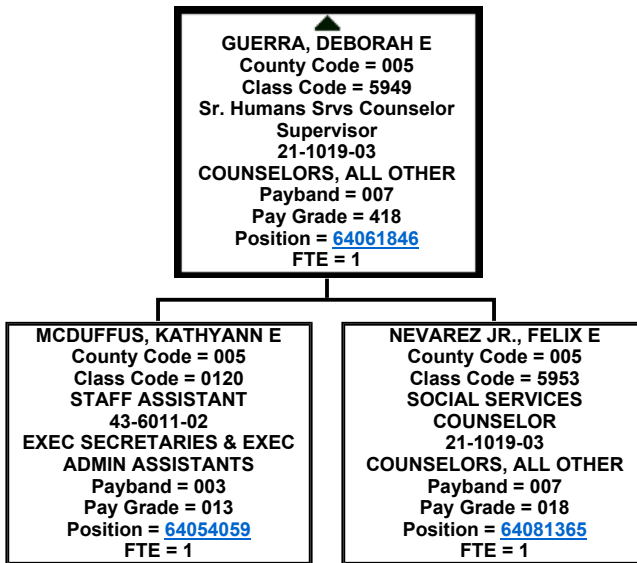 GUERRA, DEBORAH E
County Code = 005
Class Code = 5949
Sr. Humans Srvs Counselor
Supervisor
21-1019-03
COUNSELORS, ALL OTHER
Payband = 007
Pay Grade = 418
Position = 64061846
FTE = 1
MCDUFFUS, KATHYANN E
County Code = 005
Class Code = 0120
STAFF ASSISTANT
43-6011-02
EXEC SECRETARIES & EXEC
ADMIN ASSISTANTS
Payband = 003
Pay Grade = 013
Position = 64054059
FTE = 1
NEVAREZ JR., FELIX E
County Code = 005
Class Code = 5953
SOCIAL SERVICES
COUNSELOR
21-1019-03
COUNSELORS, ALL OTHER
Payband = 007
Pay Grade = 018
Position = 64081365
FTE = 1